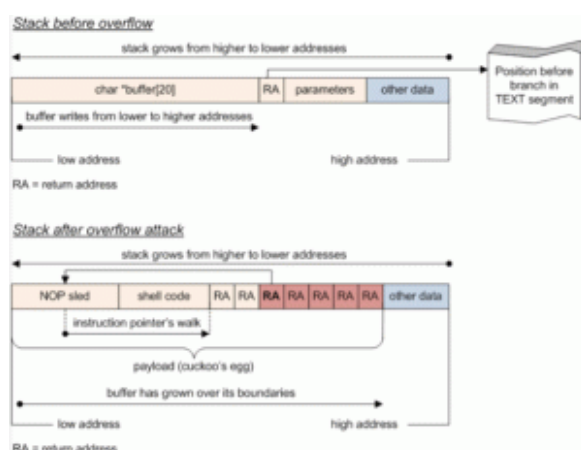 Stack before overflow
stack grows from higher to lower addresses
char *buffer[20]
RA
parameters
other data
Position before
branch in
TEXT segment
buffer writes from lower to higher addresses
low address
high address
RA = return address
Stack after overflow attack
stack grows from higher to lower addresses
NOP sled
shell code
RA
RA
RA
RA
RA
RA
RA
other data
instruction pointer's walk
payload (cuckoo's egg)
buffer has grown over its boundaries
low address
high address
RA = return address